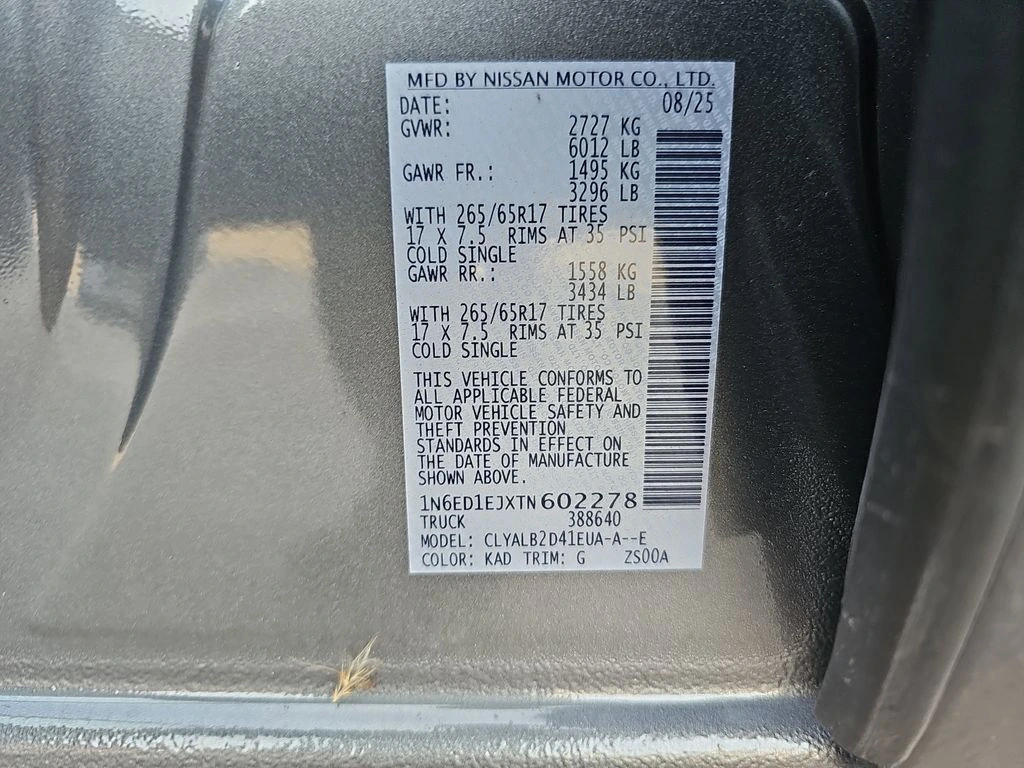 MFD BY NISSAN MOTOR CO., LTD.
DATE: 08/25
GVWR: 2727 KG
6012 LB
GAWR FR.: 1495 KG
3296 LB
WITH 265/65R17 TIRES
17 X 7.5 RIMS AT 35 PSI
COLD SINGLE
GAWR RR.: 1558 KG
3434 LB
WITH 265/65R17 TIRES
17 X 7.5 RIMS AT 35 PSI
COLD SINGLE
THIS VEHICLE CONFORMS TO
ALL APPLICABLE FEDERAL
MOTOR VEHICLE SAFETY AND
THEFT PREVENTION
STANDARDS IN EFFECT ON
THE DATE OF MANUFACTURE
SHOWN ABOVE.
1N6ED1EJXTN602278
TRUCK 388640
MODEL: CLYALB2D41EUA-A--E
COLOR: KAD TRIM: G ZS00A